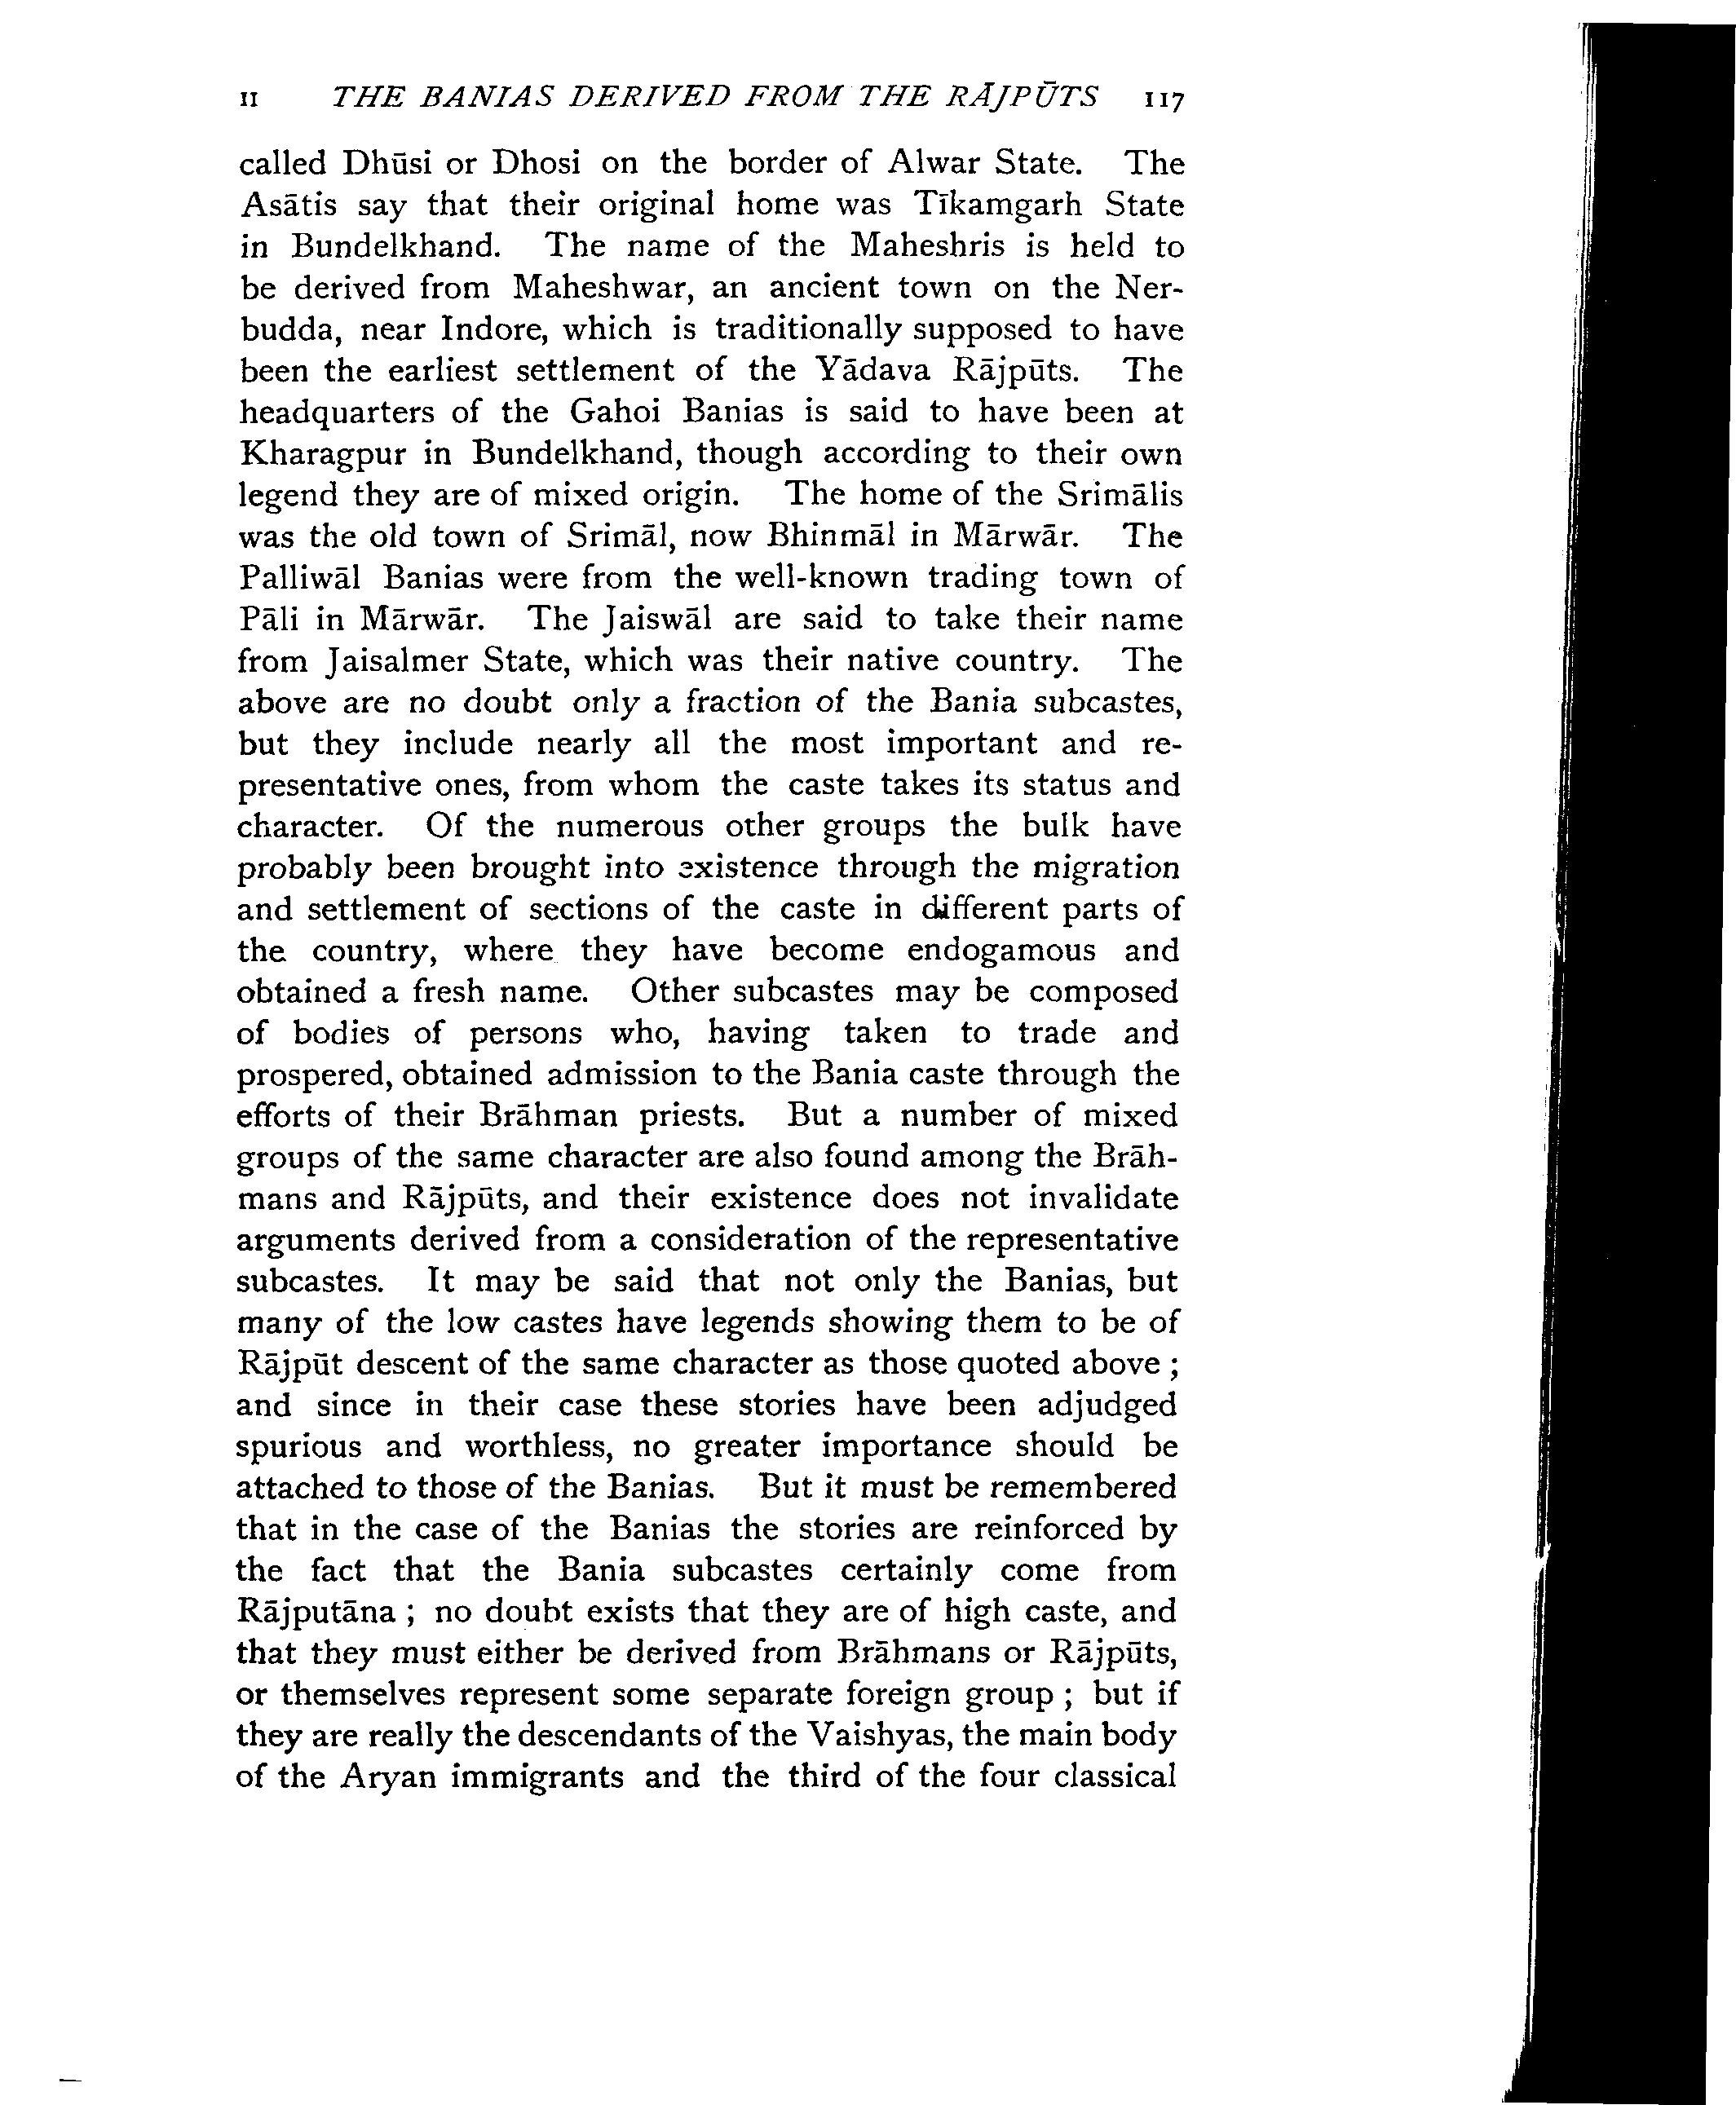 II THE BANIAS DERIVED FROM THE RĀJPŪTS 117
called Dhūsi or Dhosi on the border of Alwar State. The
Asātis say that their original home was Tīkamgarh State
in Bundelkhand. The name of the Maheshris is held to
be derived from Maheshwar, an ancient town on the Ner-
budda, near Indore, which is traditionally supposed to have
been the earliest settlement of the Yādava Rājpūts. The
headquarters of the Gahoi Banias is said to have been at
Kharagpur in Bundelkhand, though according to their own
legend they are of mixed origin. The home of the Srimālis
was the old town of Srimāl, now Bhinmāl in Mārwār. The
Palliwāl Banias were from the well-known trading town of
Pāli in Mārwār. The Jaiswāl are said to take their name
from Jaisalmer State, which was their native country. The
above are no doubt only a fraction of the Bania subcastes,
but they include nearly all the most important and re-
presentative ones, from whom the caste takes its status and
character. Of the numerous other groups the bulk have
probably been brought into existence through the migration
and settlement of sections of the caste in different parts of
the country, where they have become endogamous and
obtained a fresh name. Other subcastes may be composed
of bodies of persons who, having taken to trade and
prospered, obtained admission to the Bania caste through the
efforts of their Brāhman priests. But a number of mixed
groups of the same character are also found among the Brāh-
mans and Rājpūts, and their existence does not invalidate
arguments derived from a consideration of the representative
subcastes. It may be said that not only the Banias, but
many of the low castes have legends showing them to be of
Rājpūt descent of the same character as those quoted above ;
and since in their case these stories have been adjudged
spurious and worthless, no greater importance should be
attached to those of the Banias. But it must be remembered
that in the case of the Banias the stories are reinforced by
the fact that the Bania subcastes certainly come from
Rājputāna ; no doubt exists that they are of high caste, and
that they must either be derived from Brāhmans or Rājpūts,
or themselves represent some separate foreign group ; but if
they are really the descendants of the Vaishyas, the main body
of the Aryan immigrants and the third of the four classical